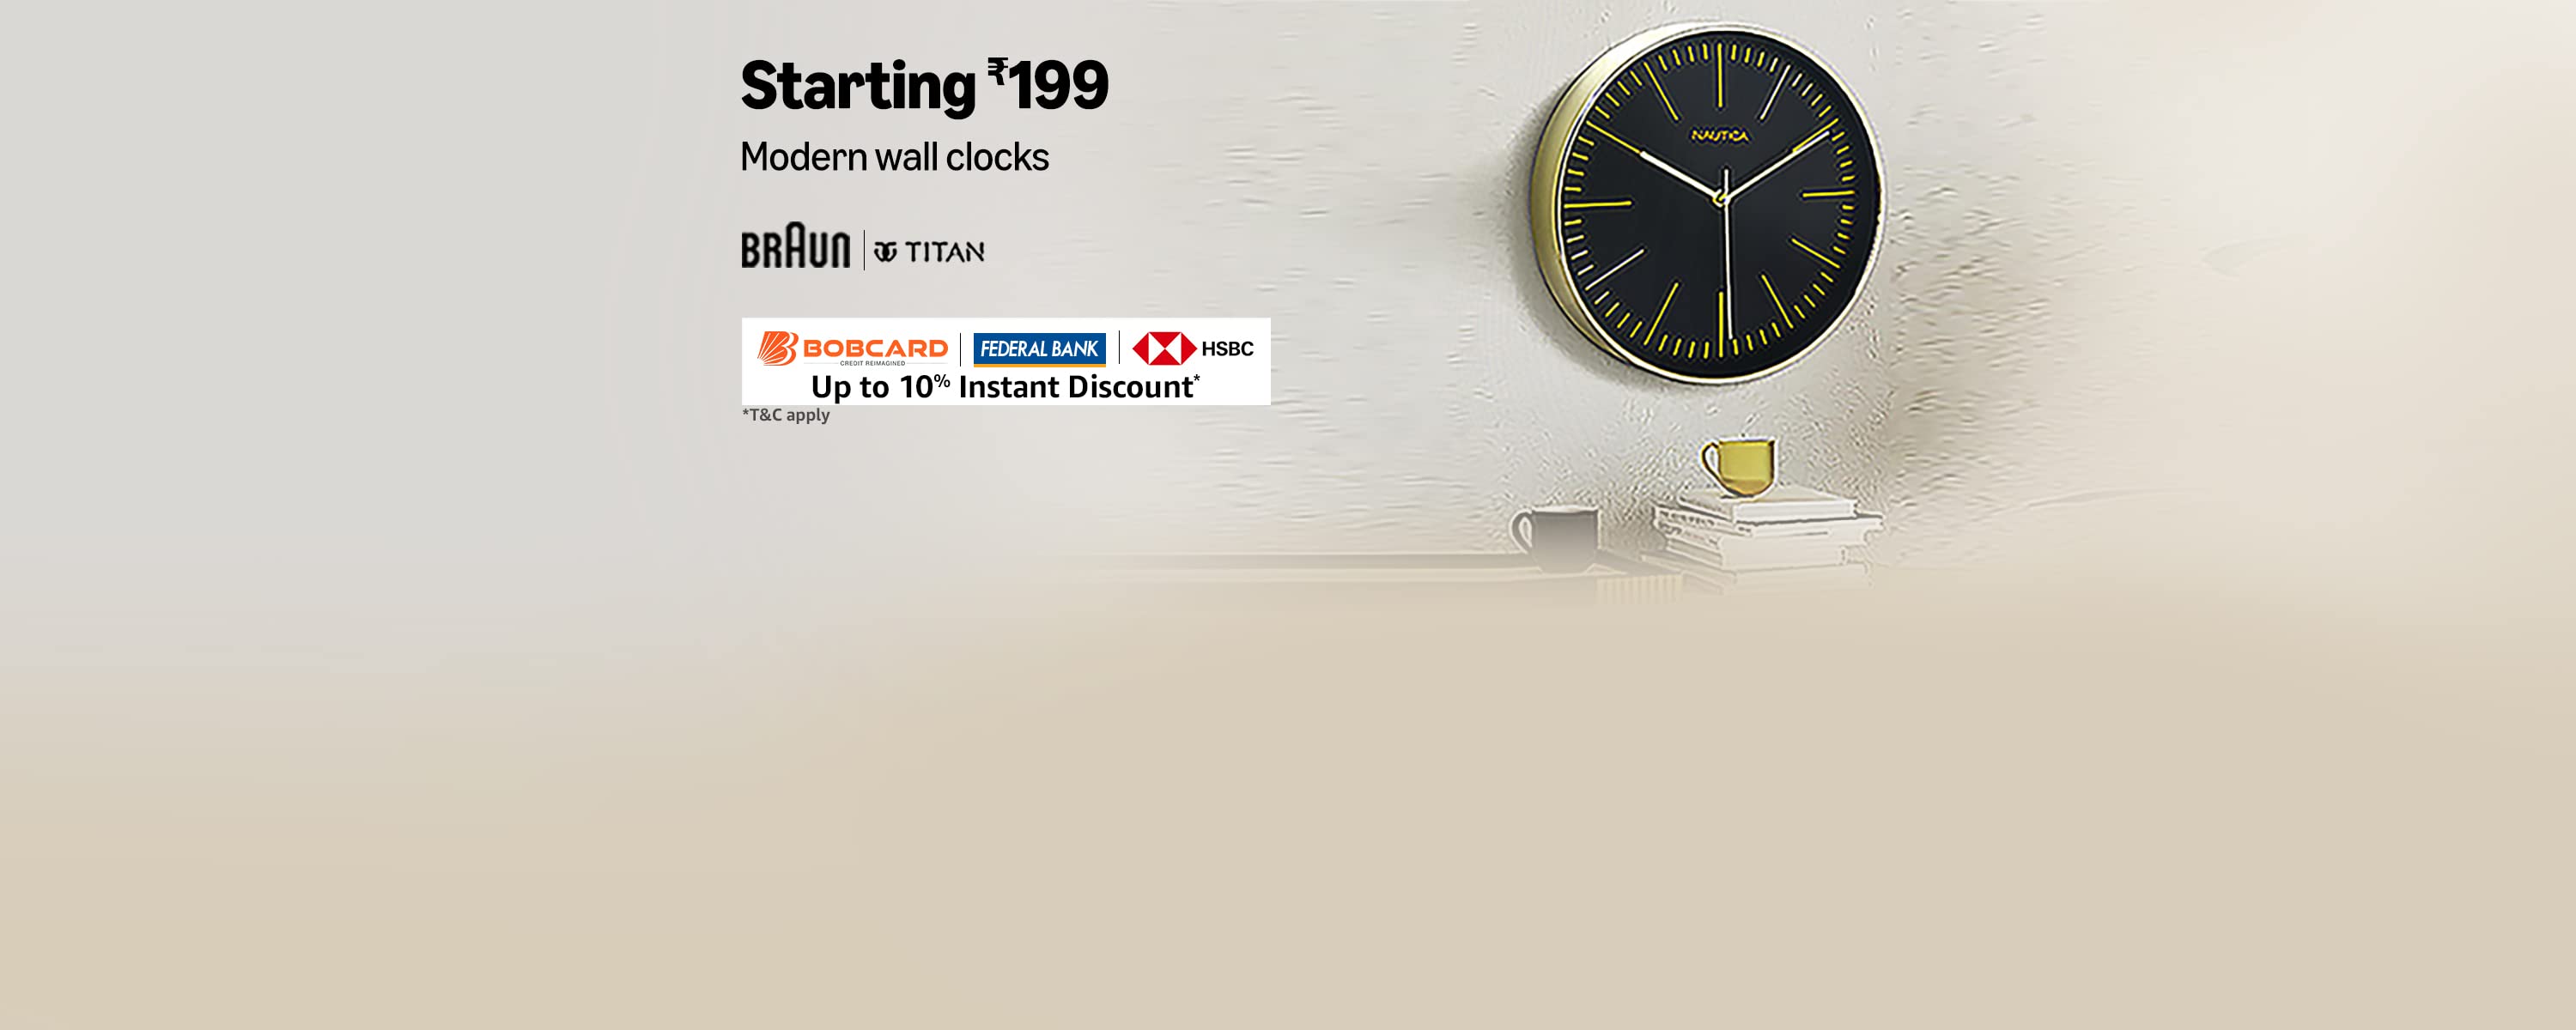 Starting ₹199
Modern wall clocks
BRAUN | TITAN
BOBCARD | FEDERAL BANK | HSBC
CREDIT REIMAGINED
Up to 10% Instant Discount*
*T&C apply
NAUTICA